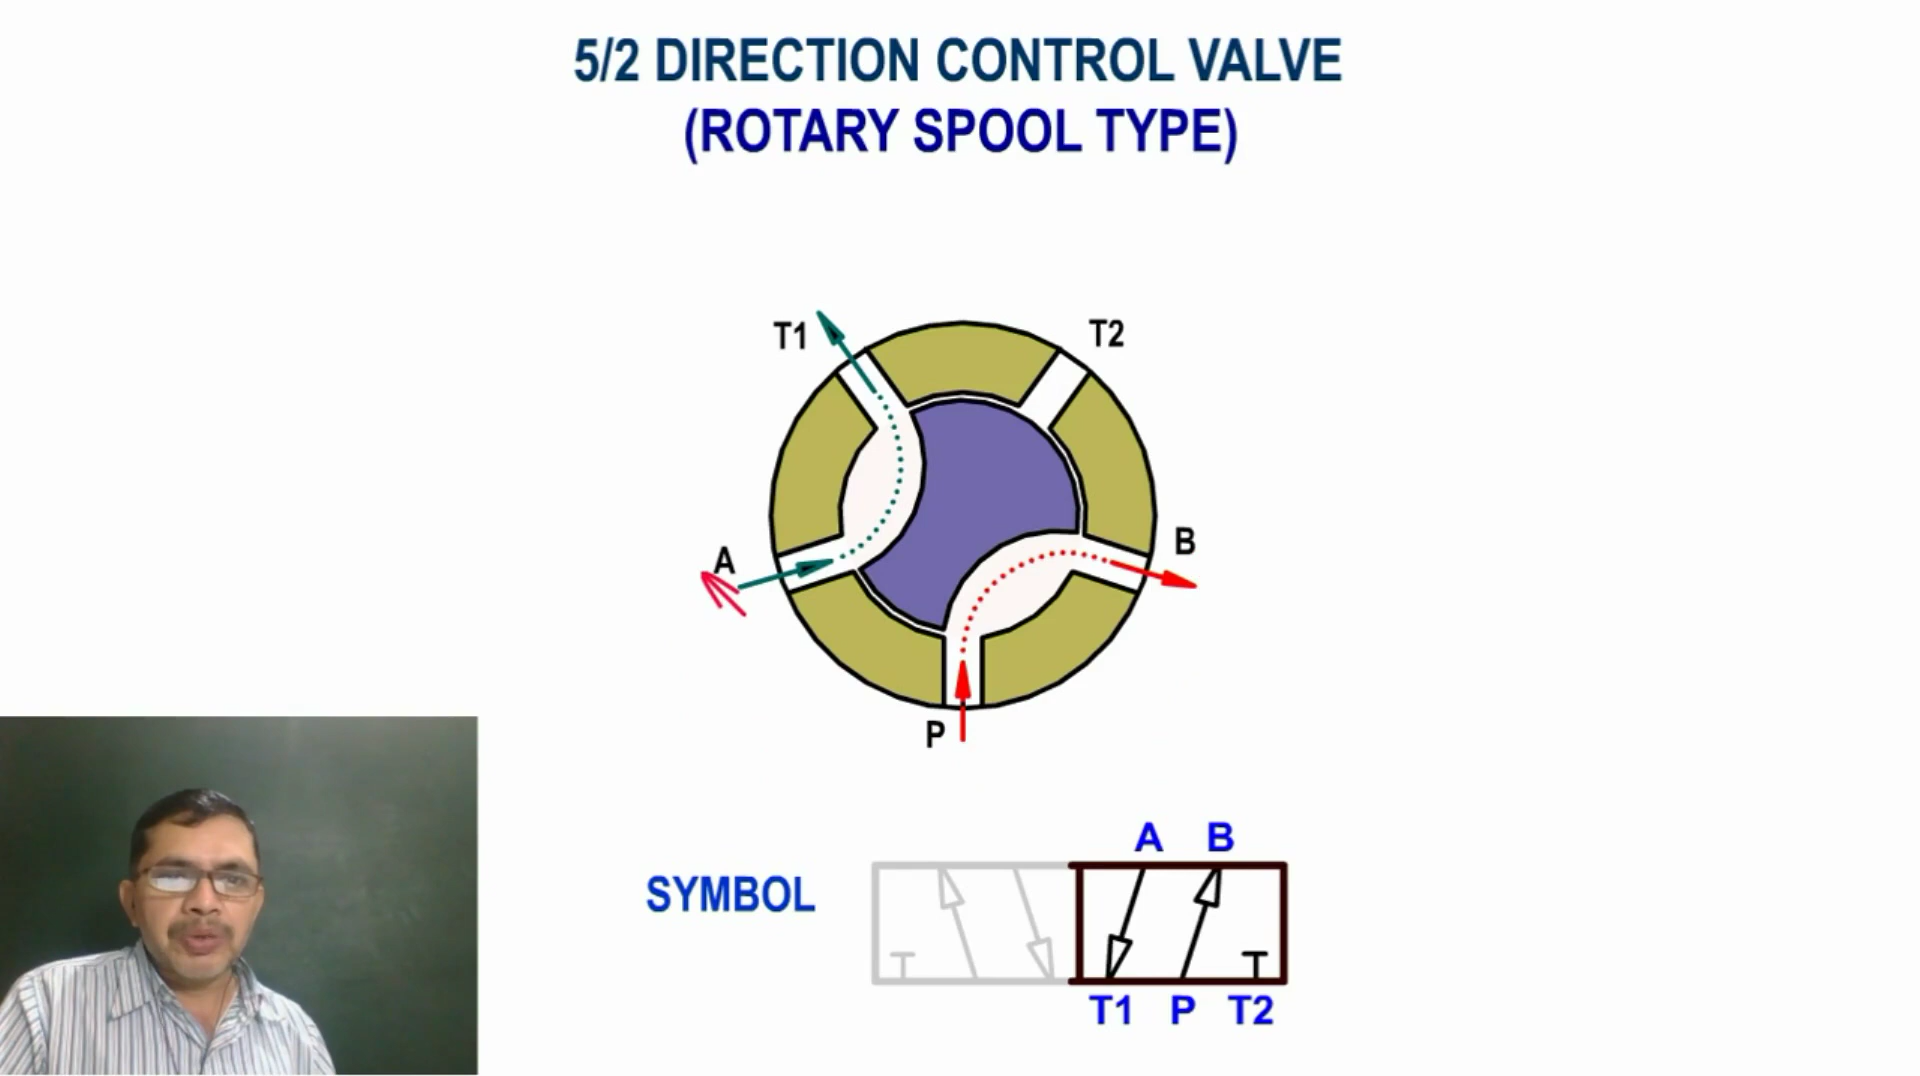 5/2 DIRECTION CONTROL VALVE
(ROTARY SPOOL TYPE)
T1 T2
A B
P
A B
SYMBOL
T1 P T2